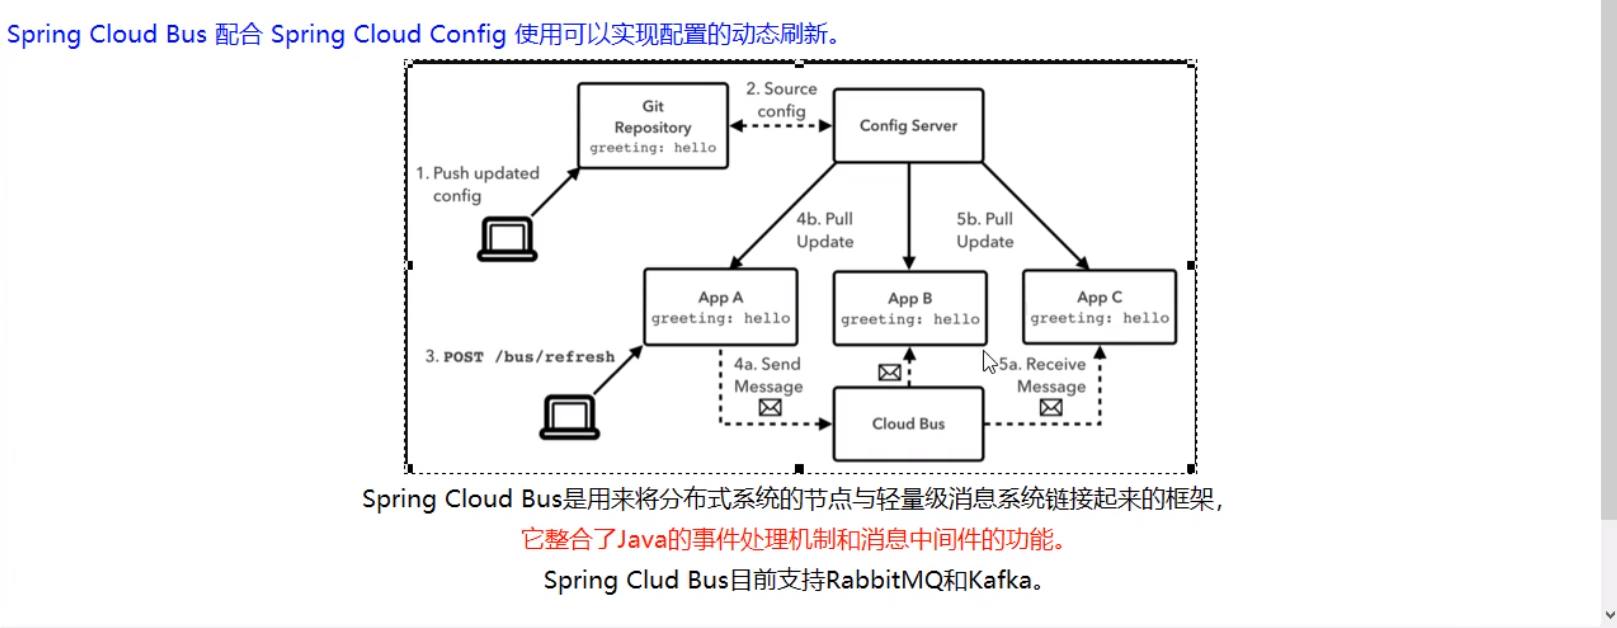 Spring Cloud Bus 配合 Spring Cloud Config 使用可以实现配置的动态刷新。
Git
Repository
greeting: hello
2. Source
config
Config Server
1. Push updated
config
4b. Pull
Update
5b. Pull
Update
App A
greeting: hello
App B
greeting: hello
App C
greeting: hello
3. POST /bus/refresh
4a. Send
Message
5a. Receive
Message
Cloud Bus
Spring Cloud Bus是用来将分布式系统的节点与轻量级消息系统链接起来的框架，
它整合了Java的事件处理机制和消息中间件的功能。
Spring Clud Bus目前支持RabbitMQ和Kafka。